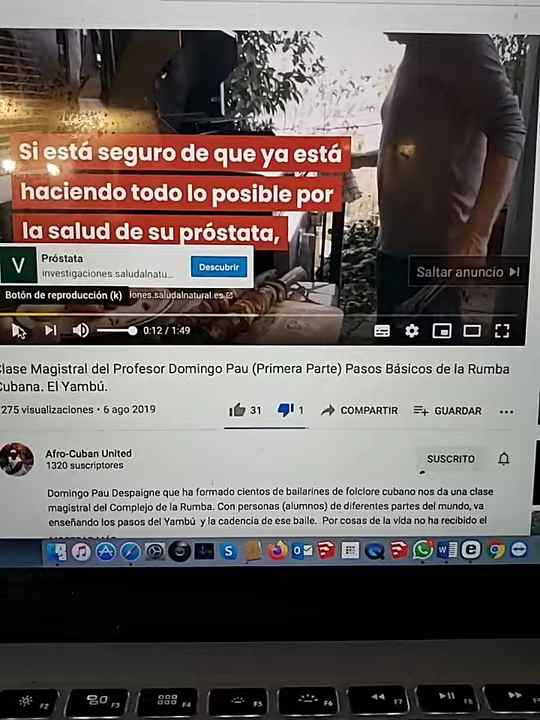 Si está seguro de que ya está
haciendo todo lo posible por
la salud de su próstata,
V
Próstata
investigaciones.saludalnatu...
Descubrir
Saltar anuncio
Botón de reproducción (k)
iones.saludalnatural.es
0:12 / 1:49
Clase Magistral del Profesor Domingo Pau (Primera Parte) Pasos Básicos de la Rumba
Cubana. El Yambú.
275 visualizaciones • 6 ago 2019
31
1
COMPARTIR
GUARDAR
Afro-Cuban United
1320 suscriptores
SUSCRITO
Domingo Pau Despaigne que ha formado cientos de bailarines de folclore cubano nos da una clase
magistral del Complejo de la Rumba. Con personas (alumnos) de diferentes partes del mundo, va
enseñando los pasos del Yambú y la cadencia de ese baile. Por cosas de la vida no ha recibido el
F2
F3
F4
F5
F6
F7
F8